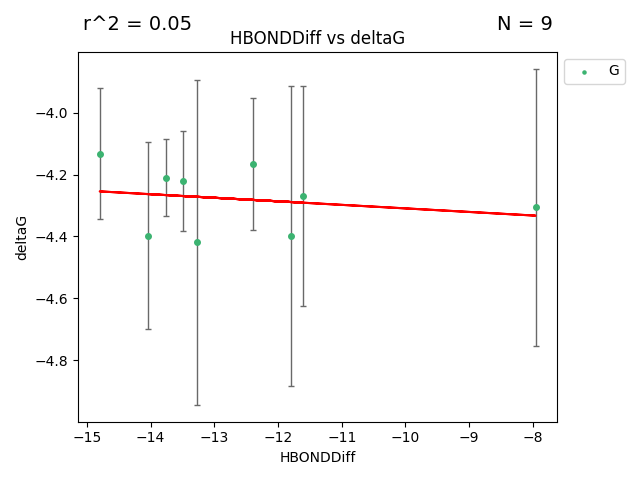 r^2 = 0.05
N = 9
HBONDDiff vs deltaG
G
−4.0
−4.2
−4.4
−4.6
−4.8
deltaG
−15
−14
−13
−12
−11
−10
−9
−8
HBONDDiff